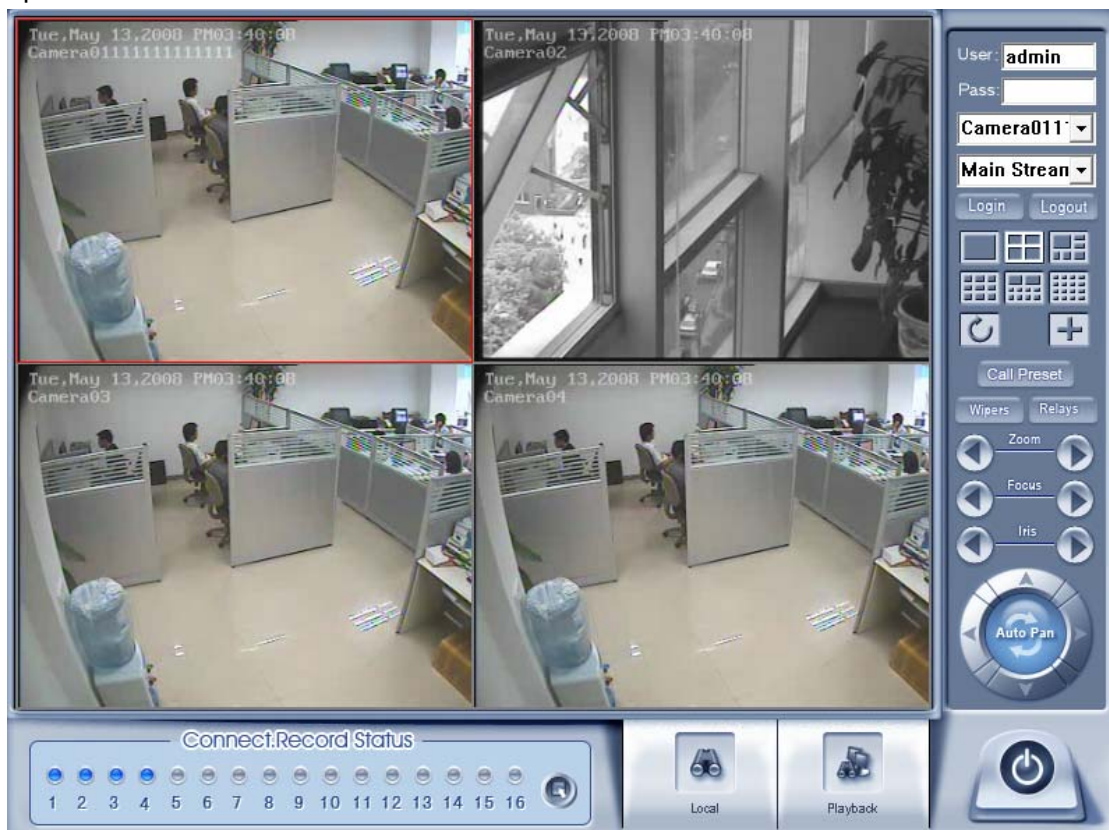 Tue,May 13,2008 PM03:40:08
Camera01111111111111
Tue,May 13,2008 PM03:40:08
Camera02
Tue,May 13,2008 PM03:40:08
Camera03
Tue,May 13,2008 PM03:40:08
Camera04
User: admin
Pass:
Camera011
Main Strean
Login Logout
Call Preset
Wipers Relays
Zoom
Focus
Iris
Auto Pan
Connect.Record Status
1 2 3 4 5 6 7 8 9 10 11 12 13 14 15 16
Local
Playback